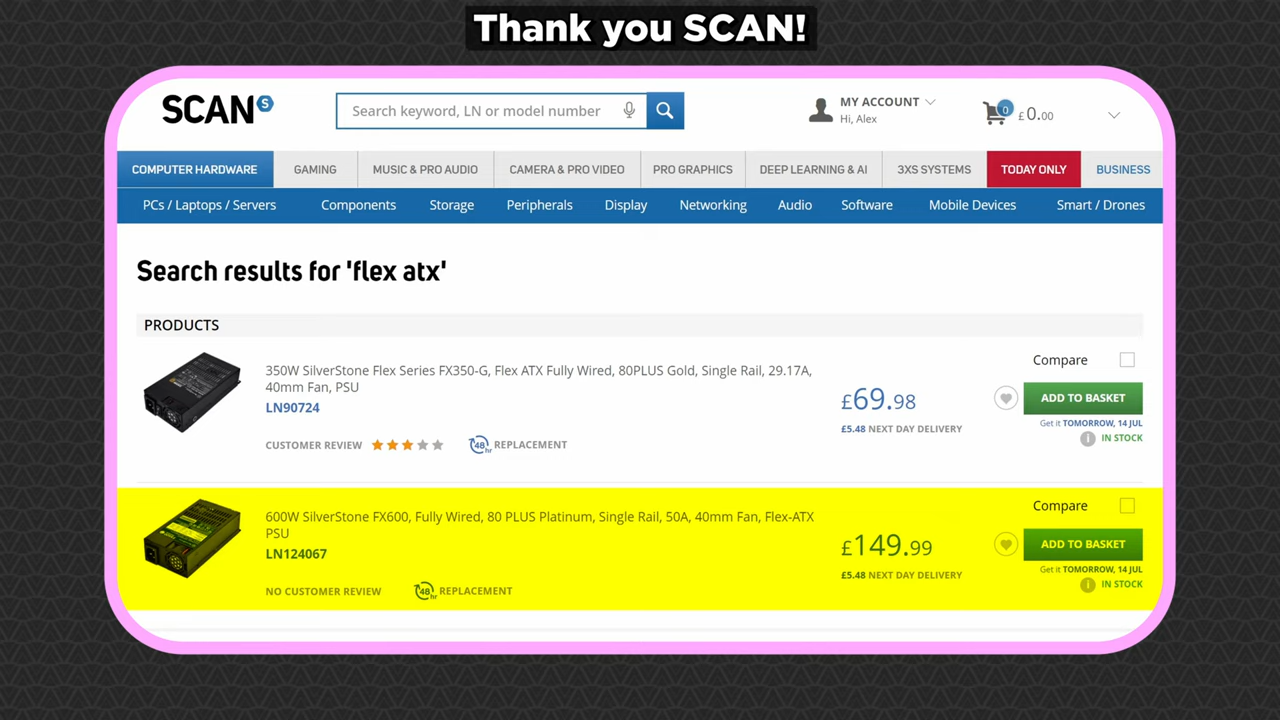 Thank you SCAN!
SCAN S
Search keyword, LN or model number
MY ACCOUNT
Hi, Alex
0
£0.00
COMPUTER HARDWARE
GAMING
MUSIC & PRO AUDIO
CAMERA & PRO VIDEO
PRO GRAPHICS
DEEP LEARNING & AI
3XS SYSTEMS
TODAY ONLY
BUSINESS
PCs / Laptops / Servers
Components
Storage
Peripherals
Display
Networking
Audio
Software
Mobile Devices
Smart / Drones
Search results for 'flex atx'
PRODUCTS
350W SilverStone Flex Series FX350-G, Flex ATX Fully Wired, 80PLUS Gold, Single Rail, 29.17A,
40mm Fan, PSU
LN90724
CUSTOMER REVIEW
48hr REPLACEMENT
£69.98
£5.48 NEXT DAY DELIVERY
Compare
ADD TO BASKET
Get it TOMORROW, 14 JUL
i IN STOCK
600W SilverStone FX600, Fully Wired, 80 PLUS Platinum, Single Rail, 50A, 40mm Fan, Flex-ATX
PSU
LN124067
NO CUSTOMER REVIEW
48hr REPLACEMENT
£149.99
£5.48 NEXT DAY DELIVERY
Compare
ADD TO BASKET
Get it TOMORROW, 14 JUL
i IN STOCK